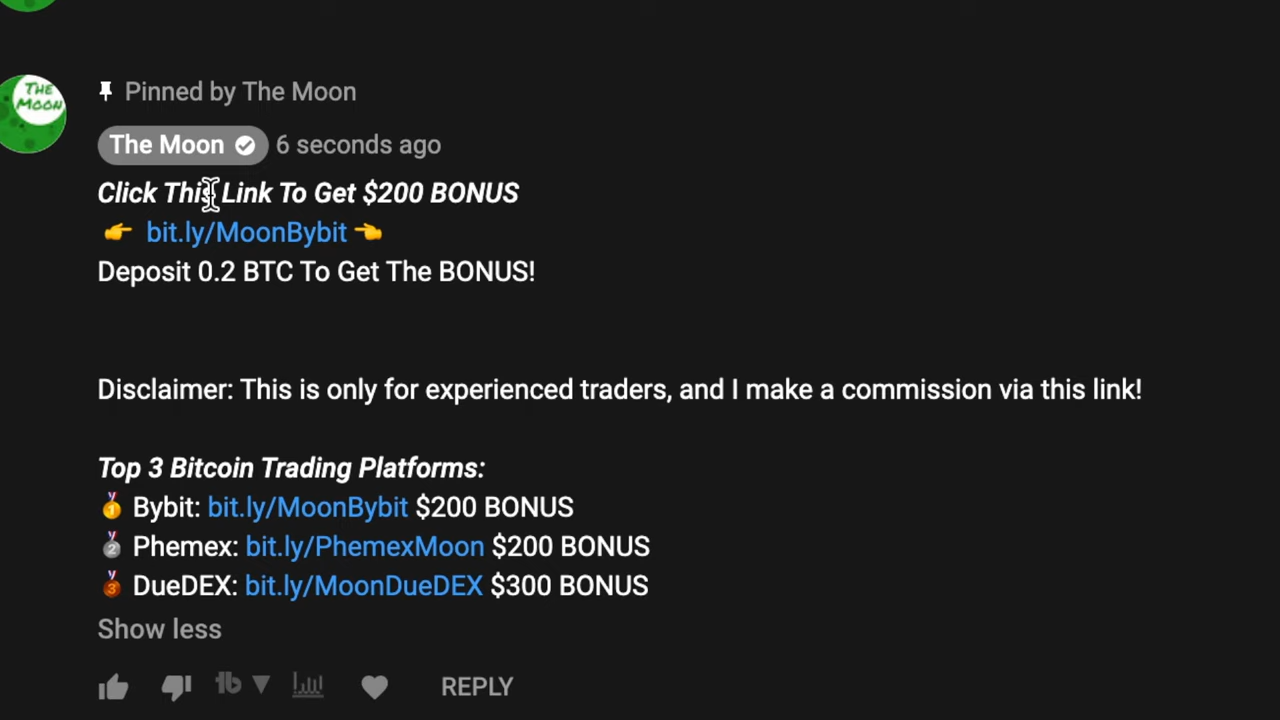 THE
MOON
Pinned by The Moon
The Moon 6 seconds ago
Click This Link To Get $200 BONUS
👉 bit.ly/MoonBybit 👈
Deposit 0.2 BTC To Get The BONUS!
Disclaimer: This is only for experienced traders, and I make a commission via this link!
Top 3 Bitcoin Trading Platforms:
🥇 Bybit: bit.ly/MoonBybit $200 BONUS
🥈 Phemex: bit.ly/PhemexMoon $200 BONUS
🥉 DueDEX: bit.ly/MoonDueDEX $300 BONUS
Show less
tb
REPLY